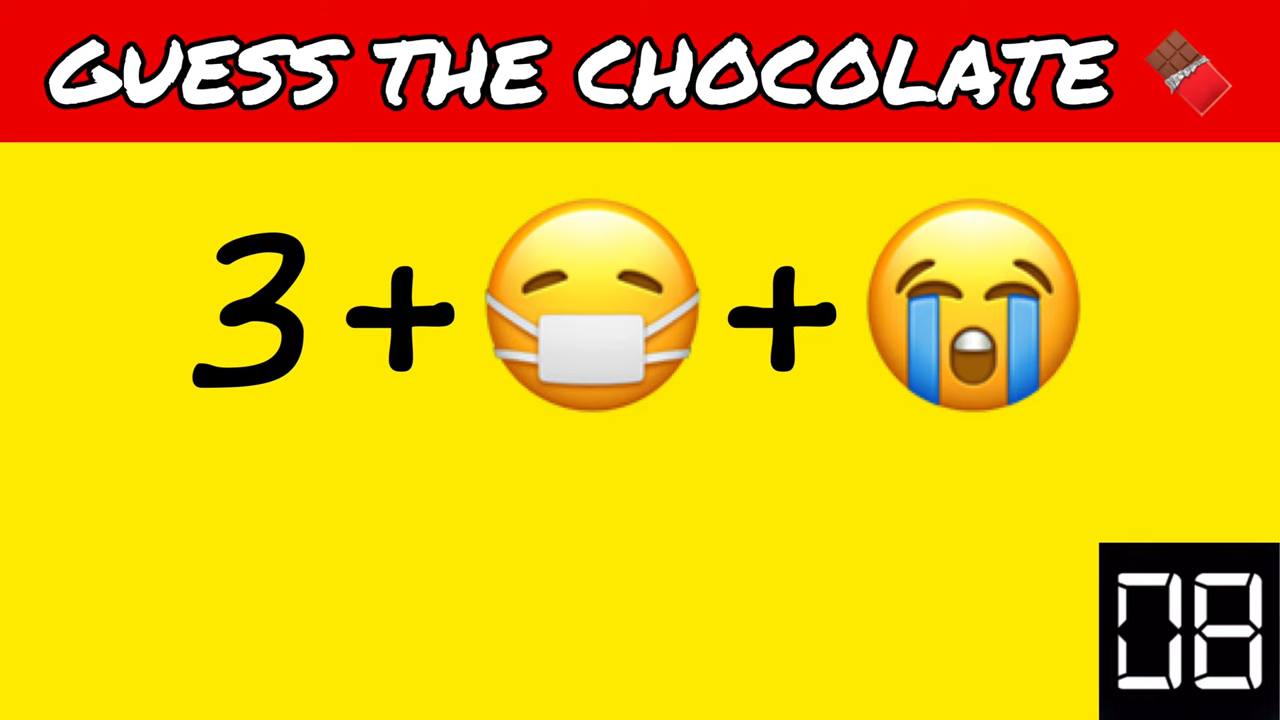 GUESS THE CHOCOLATE
3 + +
08